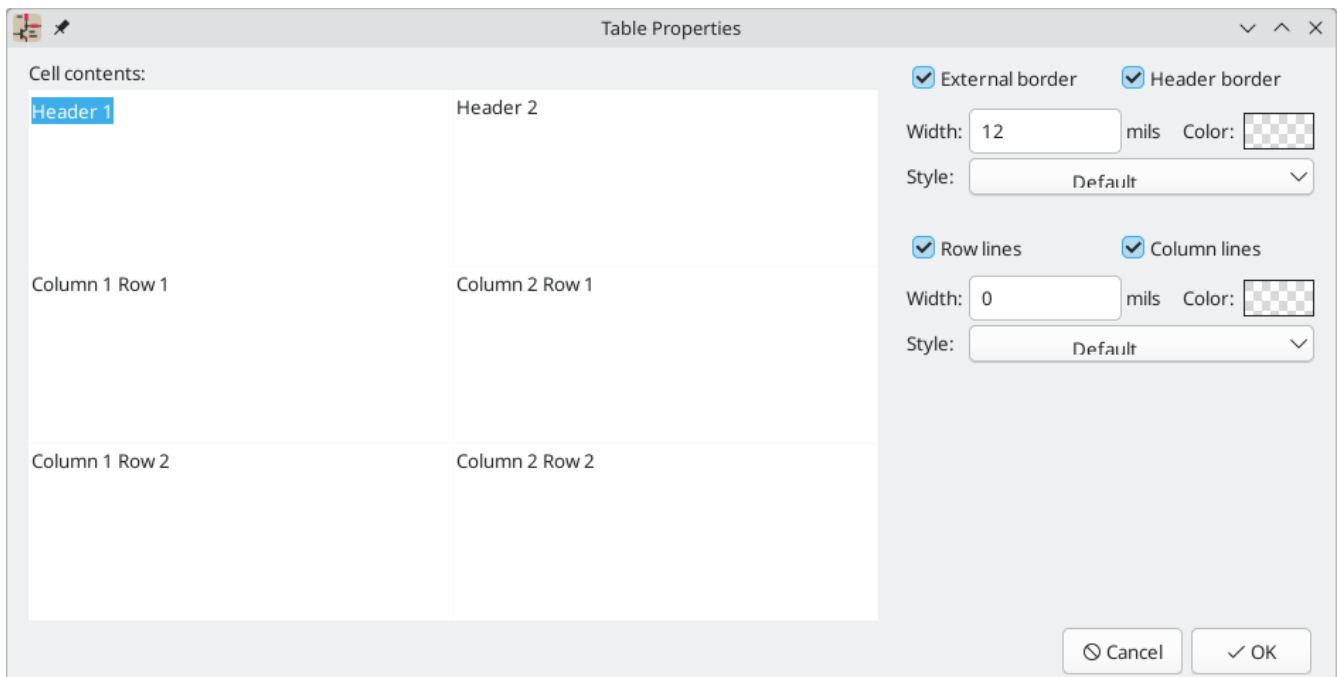 Table Properties
Cell contents:
Header 1
Header 2
Column 1 Row 1
Column 2 Row 1
Column 1 Row 2
Column 2 Row 2
External border
Header border
Width: 12 mils Color:
Style: Default
Row lines
Column lines
Width: 0 mils Color:
Style: Default
Cancel
OK